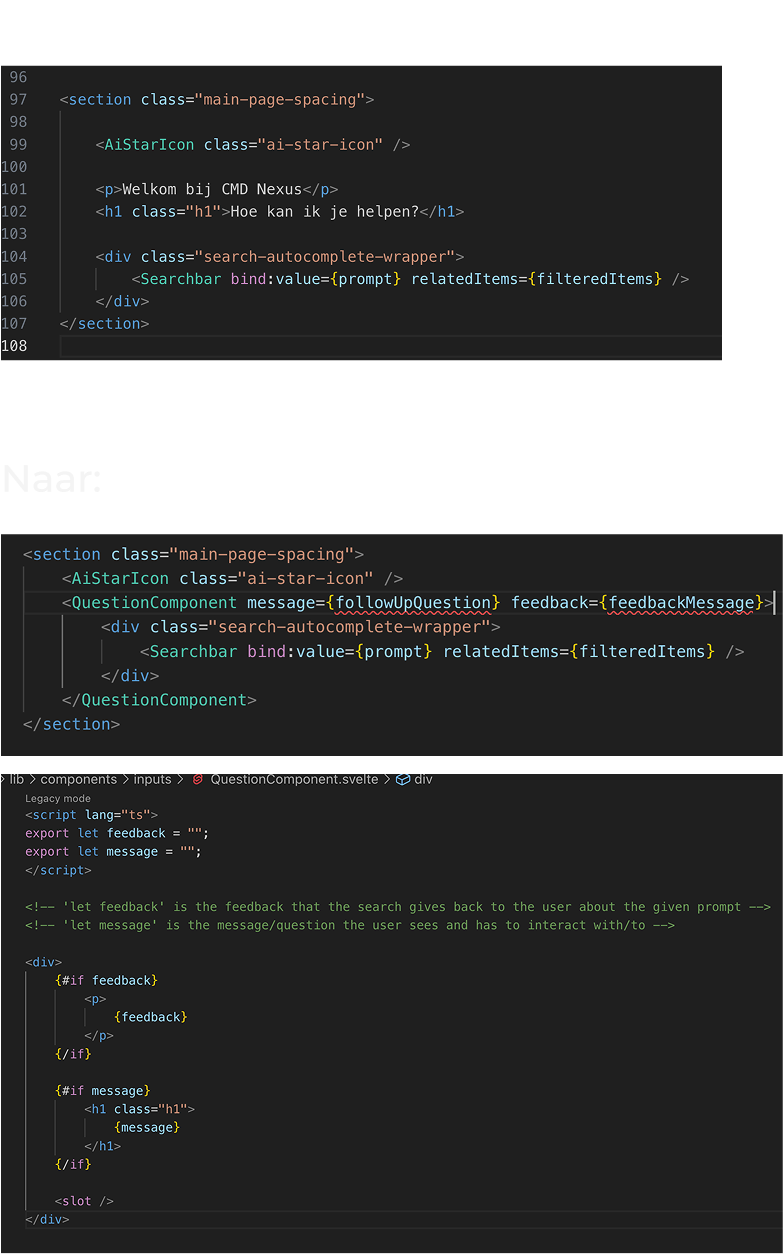 96
97 <section class="main-page-spacing">
98
99 <AiStarIcon class="ai-star-icon" />
100
101 <p>Welkom bij CMD Nexus</p>
102 <h1 class="h1">Hoe kan ik je helpen?</h1>
103
104 <div class="search-autocomplete-wrapper">
105 <Searchbar bind:value={prompt} relatedItems={filteredItems} />
106 </div>
107 </section>
108
Naar:
<section class="main-page-spacing">
<AiStarIcon class="ai-star-icon" />
<QuestionComponent message={followUpQuestion} feedback={feedbackMessage}>
<div class="search-autocomplete-wrapper">
<Searchbar bind:value={prompt} relatedItems={filteredItems} />
</div>
</QuestionComponent>
</section>
> lib > components > inputs > QuestionComponent.svelte > div
Legacy mode
<script lang="ts">
export let feedback = "";
export let message = "";
</script>
<!-- 'let feedback' is the feedback that the search gives back to the user about the given prompt -->
<!-- 'let message' is the message/question the user sees and has to interact with/to -->
<div>
{#if feedback}
<p>
{feedback}
</p>
{/if}
{#if message}
<h1 class="h1">
{message}
</h1>
{/if}
<slot />
</div>